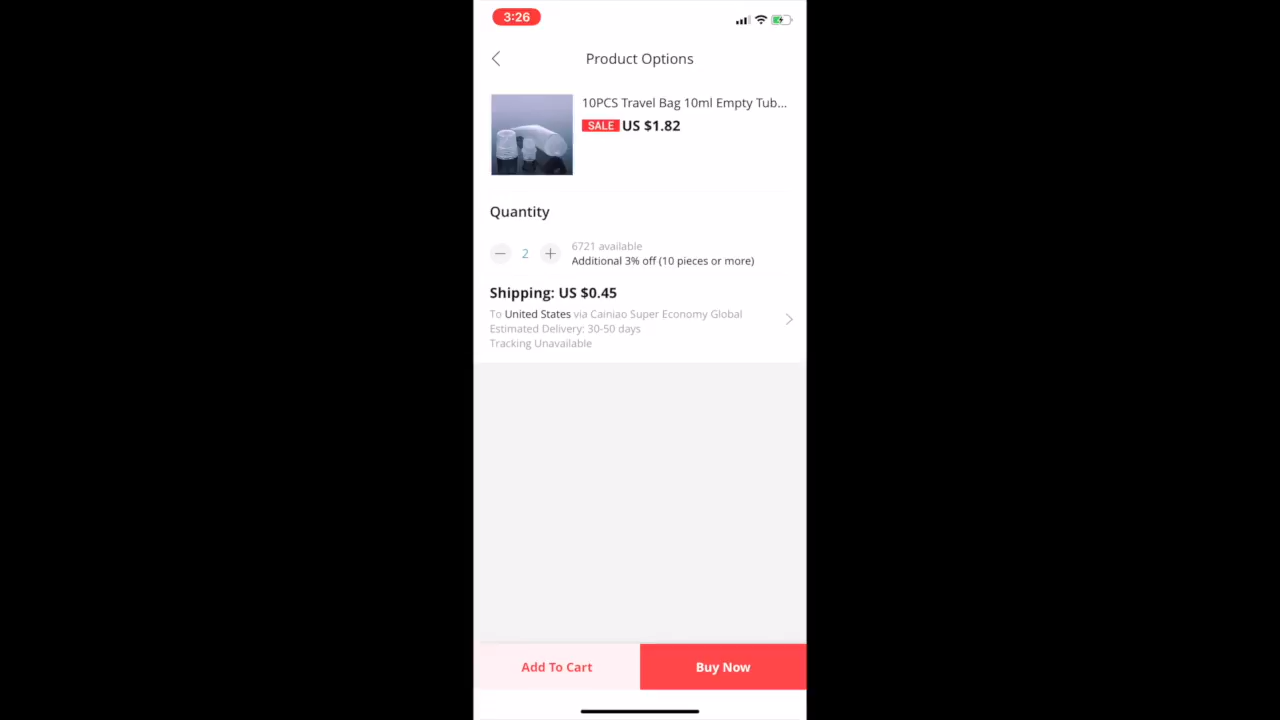 3:26
Product Options
10PCS Travel Bag 10ml Empty Tub...
SALE US $1.82
Quantity
2
6721 available
Additional 3% off (10 pieces or more)
Shipping: US $0.45
To United States via Cainiao Super Economy Global
Estimated Delivery: 30-50 days
Tracking Unavailable
Add To Cart
Buy Now